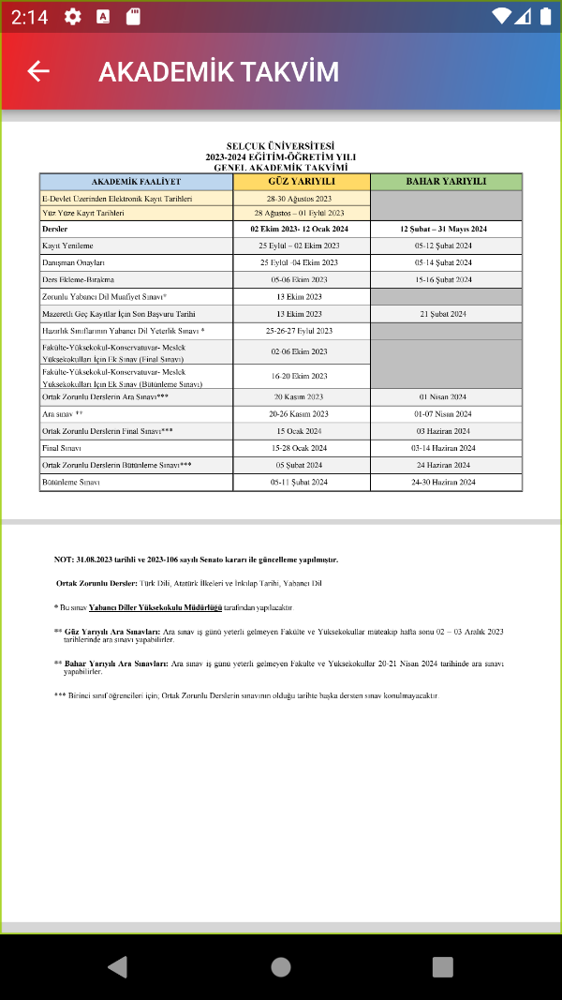 2:14
AKADEMİK TAKVİM
SELÇUK ÜNİVERSİTESİ
2023-2024 EĞİTİM-ÖĞRETİM YILI
GENEL AKADEMİK TAKVİMİ
AKADEMİK FAALİYET GÜZ YARIYILI BAHAR YARIYILI
E-Devlet Üzerinden Elektronik Kayıt Tarihleri 28-30 Ağustos 2023
Yüz Yüze Kayıt Tarihleri 28 Ağustos – 01 Eylül 2023
Dersler 02 Ekim 2023- 12 Ocak 2024 12 Şubat – 31 Mayıs 2024
Kayıt Yenileme 25 Eylül – 02 Ekim 2023 05-12 Şubat 2024
Danışman Onayları 25 Eylül -04 Ekim 2023 05-14 Şubat 2024
Ders Ekleme-Bırakma 05-06 Ekim 2023 15-16 Şubat 2024
Zorunlu Yabancı Dil Muafiyet Sınavı* 13 Ekim 2023
Mazeretli Geç Kayıtlar İçin Son Başvuru Tarihi 13 Ekim 2023 21 Şubat 2024
Hazırlık Sınıflarının Yabancı Dil Yeterlik Sınavı * 25-26-27 Eylül 2023
Fakülte-Yüksekokul-Konservatuvar- Meslek
Yüksekokulları İçin Ek Sınav (Final Sınavı) 02-06 Ekim 2023
Fakülte-Yüksekokul-Konservatuvar- Meslek
Yüksekokulları İçin Ek Sınav (Bütünleme Sınavı) 16-20 Ekim 2023
Ortak Zorunlu Derslerin Ara Sınavı*** 20 Kasım 2023 01 Nisan 2024
Ara sınav ** 20-26 Kasım 2023 01-07 Nisan 2024
Ortak Zorunlu Derslerin Final Sınavı*** 15 Ocak 2024 03 Haziran 2024
Final Sınavı 15-28 Ocak 2024 03-14 Haziran 2024
Ortak Zorunlu Derslerin Bütünleme Sınavı*** 05 Şubat 2024 24 Haziran 2024
Bütünleme Sınavı 05-11 Şubat 2024 24-30 Haziran 2024
NOT: 31.08.2023 tarihli ve 2023-106 sayılı Senato kararı ile güncelleme yapılmıştır.
Ortak Zorunlu Dersler: Türk Dili, Atatürk İlkeleri ve İnkılap Tarihi, Yabancı Dil
* Bu sınav Yabancı Diller Yüksekokulu Müdürlüğü tarafından yapılacaktır.
** Güz Yarıyılı Ara Sınavları: Ara sınav iş günü yeterli gelmeyen Fakülte ve Yüksekokullar müteakip hafta sonu 02 – 03 Aralık 2023
tarihlerinde ara sınavı yapabilirler.
** Bahar Yarıyılı Ara Sınavları: Ara sınav iş günü yeterli gelmeyen Fakülte ve Yüksekokullar 20-21 Nisan 2024 tarihinde ara sınavı
yapabilirler.
*** Birinci sınıf öğrencileri için; Ortak Zorunlu Derslerin sınavının olduğu tarihte başka dersten sınav konulmayacaktır.